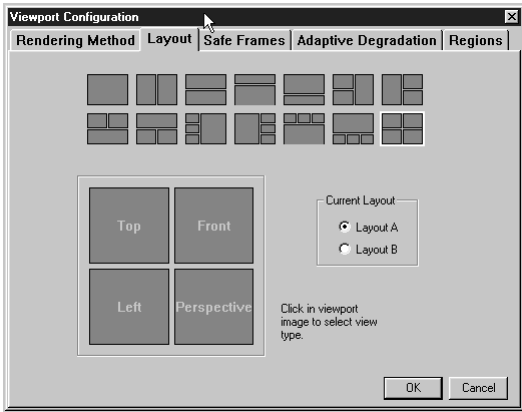 Viewport Configuration
Rendering Method Layout Safe Frames Adaptive Degradation Regions
Top Front
Left Perspective
Current Layout
Layout A
Layout B
Click in viewport
image to select view
type.
OK Cancel